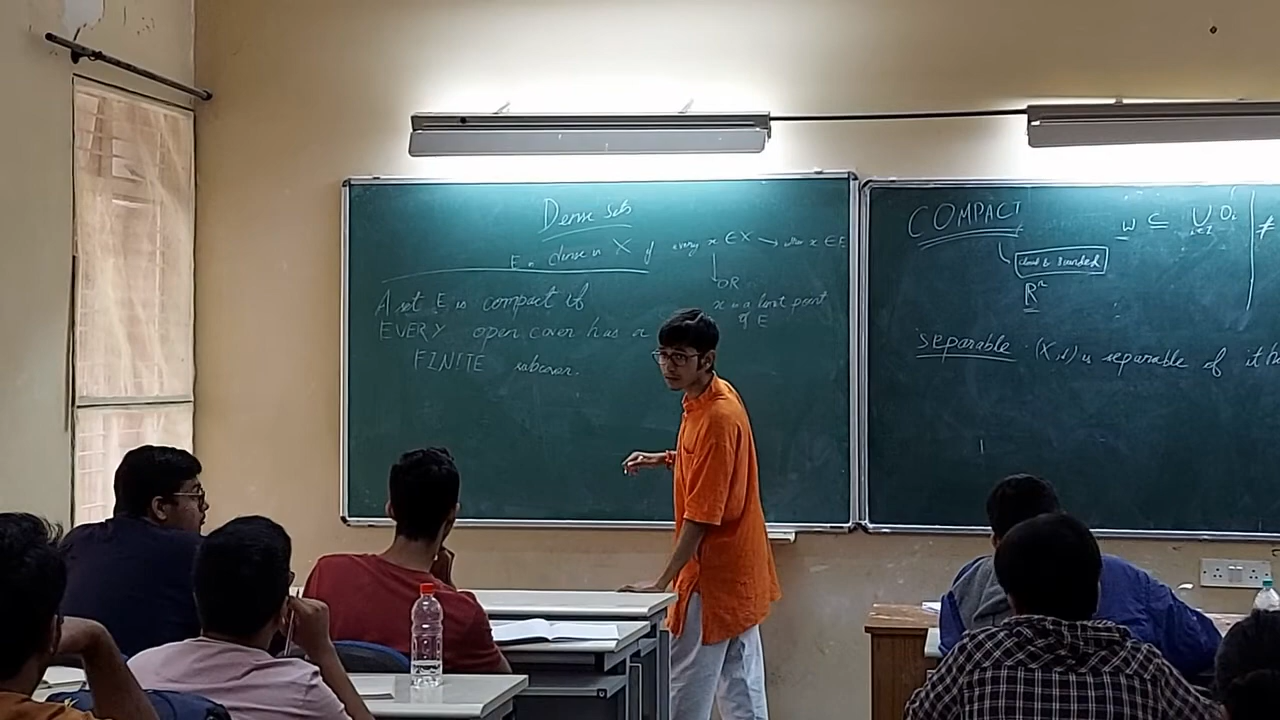 Dense Sets
E is dense in X if every x ∈ X → either x ∈ E
OR
x is a limit point
of E
A set E is compact if
EVERY open cover has a
FINITE subcover.
COMPACT
closed & Bounded
Rⁿ
⊆ ⋃ Oᵢ
i∈I
#
separable. (X, d) is separable if it ha